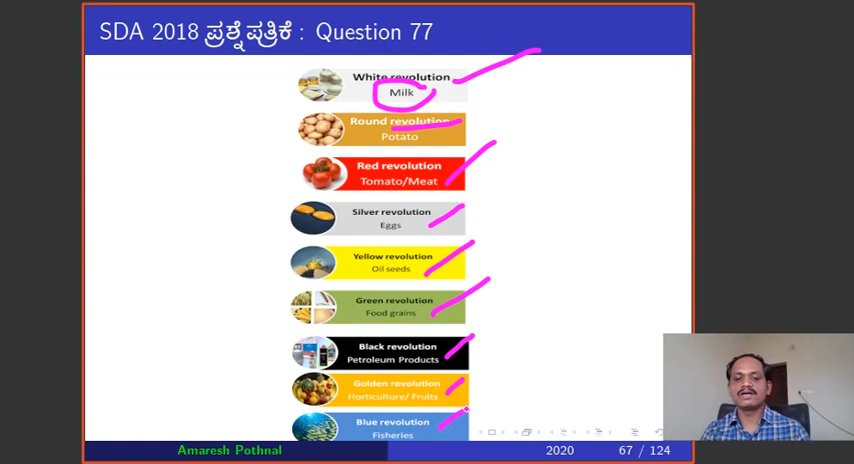 SDA 2018 ಪ್ರಶ್ನೆಪತ್ರಿಕೆ : Question 77
White revolution
Milk
Round revolution
Potato
Red revolution
Tomato/Meat
Silver revolution
Eggs
Yellow revolution
Oil seeds
Green revolution
Food grains
Black revolution
Petroleum Products
Golden revolution
Horticulture/ Fruits
Blue revolution
Fisheries
Amaresh Pothnal 2020 67 / 124